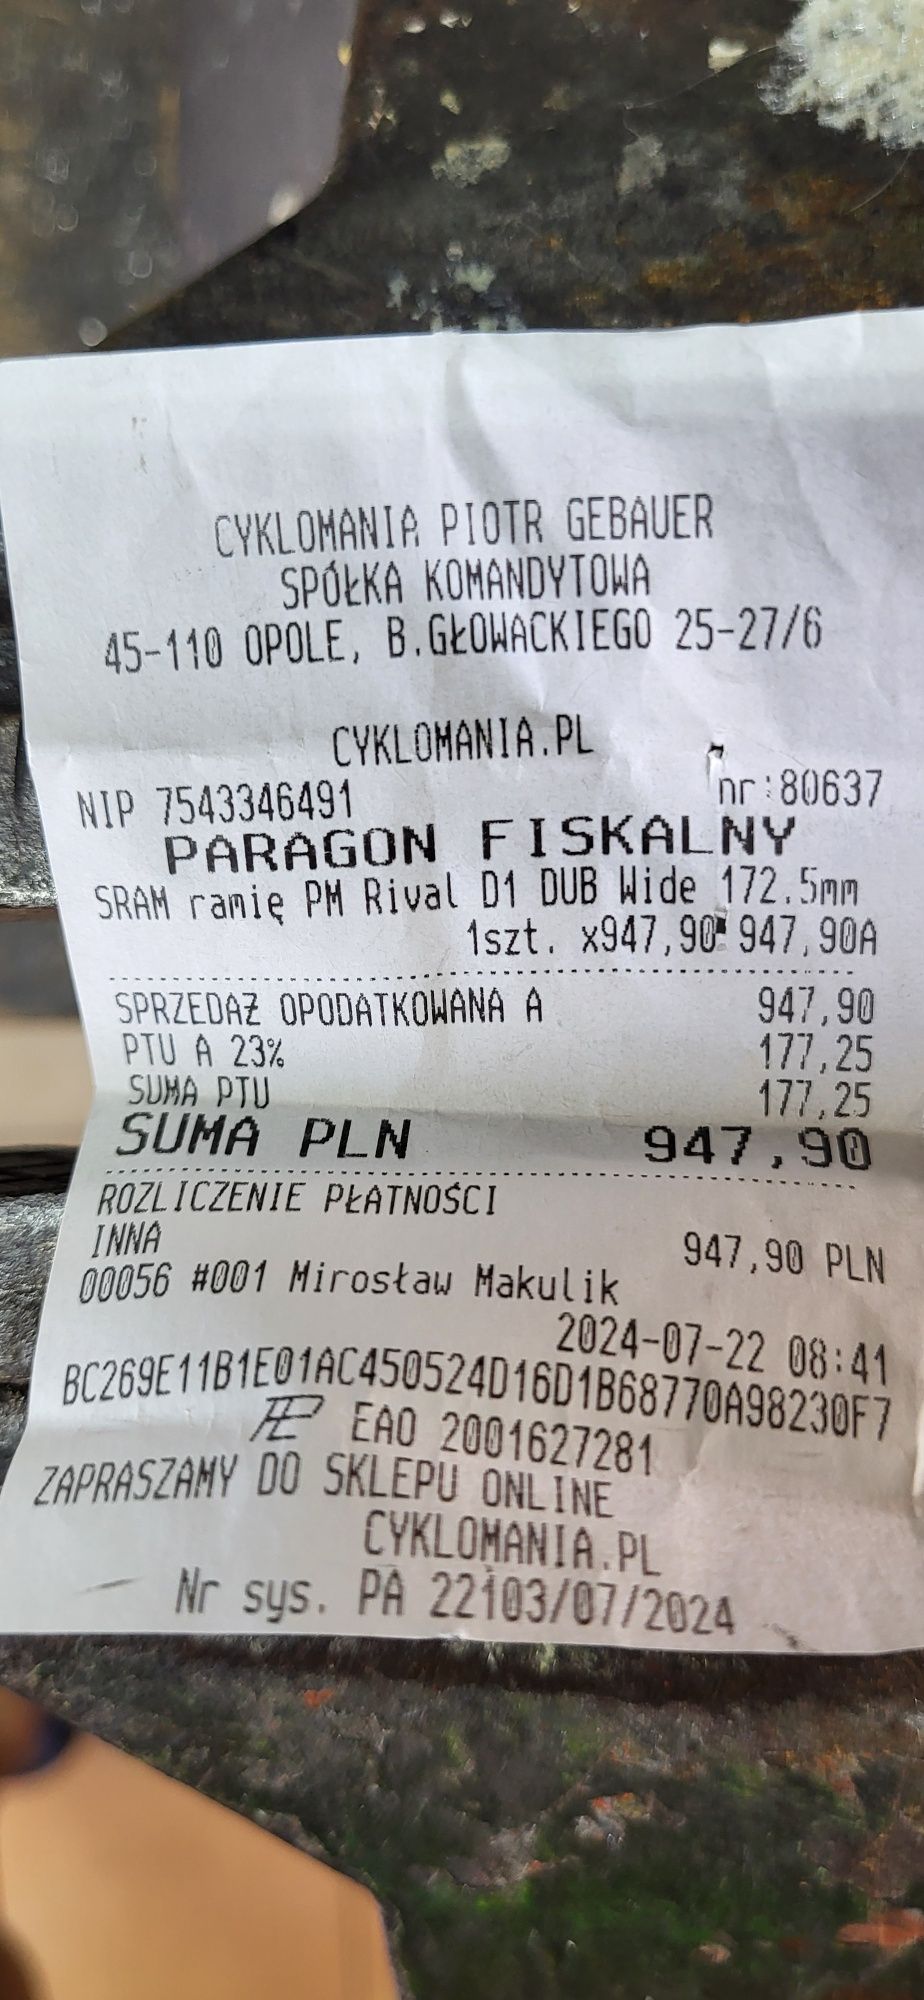 CYKLOMANIA PIOTR GEBAUER
SPÓŁKA KOMANDYTOWA
45-110 OPOLE, B.GŁOWACKIEGO 25-27/6
CYKLOMANIA.PL
NIP 7543346491 nr:80637
PARAGON FISKALNY
SRAM ramię PM Rival D1 DUB Wide 172.5mm
1szt. x947,90 947,90A
SPRZEDAŻ OPODATKOWANA A 947,90
PTU A 23% 177,25
SUMA PTU 177,25
SUMA PLN 947,90
ROZLICZENIE PŁATNOŚCI
INNA 947,90 PLN
00056 #001 Mirosław Makulik
2024-07-22 08:41
BC269E11B1E01AC450524D16D1B68770A98230F7
EAO 2001627281
ZAPRASZAMY DO SKLEPU ONLINE
CYKLOMANIA.PL
Nr sys. PA 22103/07/2024